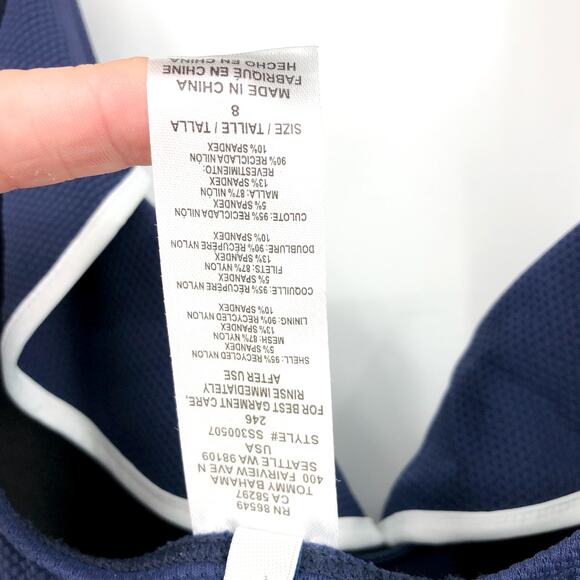 RN 86549
CA 58297
TOMMY BAHAMA
400 FAIRVIEW AVE N
SEATTLE WA 98109
USA
STYLE# SS300507
246
FOR BEST GARMENT CARE,
RINSE IMMEDIATELY
AFTER USE
SHELL: 95% RECYCLED NYLON
5% SPANDEX
MESH: 87% NYLON
13% SPANDEX
LINING: 90% RECYCLED NYLON
10% SPANDEX
COQUILLE: 95% RÉCUPÉRÉ NYLON
5% SPANDEX
FILETS: 87% NYLON
13% SPANDEX
DOUBLURE: 90% RÉCUPÉRÉ NYLON
10% SPANDEX
CULOTE: 95% RECICLADA NILÓN
5% SPANDEX
MALLA: 87% NILÓN
13% SPANDEX
REVESTIMIENTO:
90% RECICLADA NILÓN
10% SPANDEX
SIZE / TAILLE / TALLA
8
MADE IN CHINA
FABRIQUÉ EN CHINE
HECHO EN CHINA